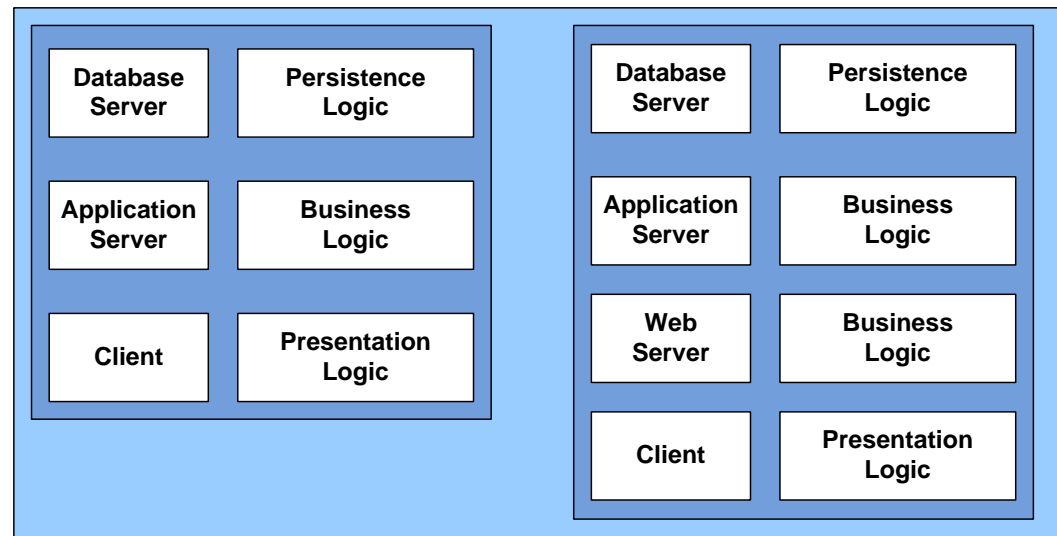 Database
Server
Persistence
Logic
Application
Server
Business
Logic
Client
Presentation
Logic
Database
Server
Persistence
Logic
Application
Server
Business
Logic
Web
Server
Business
Logic
Client
Presentation
Logic